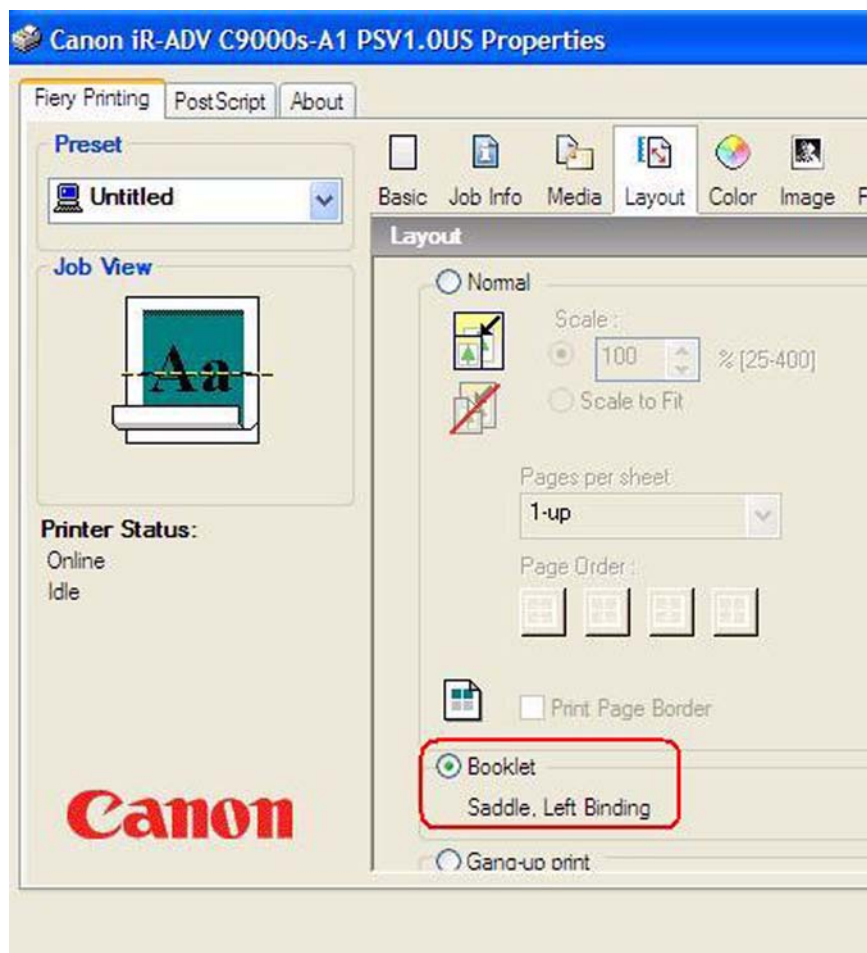 Canon iR-ADV C9000s-A1 PSV1.0US Properties
Fiery Printing PostScript About
Preset
Untitled
Basic Job Info Media Layout Color Image F
Layout
Job View
Aa
Normal
Scale :
100 % [25-400]
Scale to Fit
Pages per sheet
1-up
Page Order :
Print Page Border
Printer Status:
Online
Idle
Booklet
Saddle, Left Binding
Gang-up print
Canon